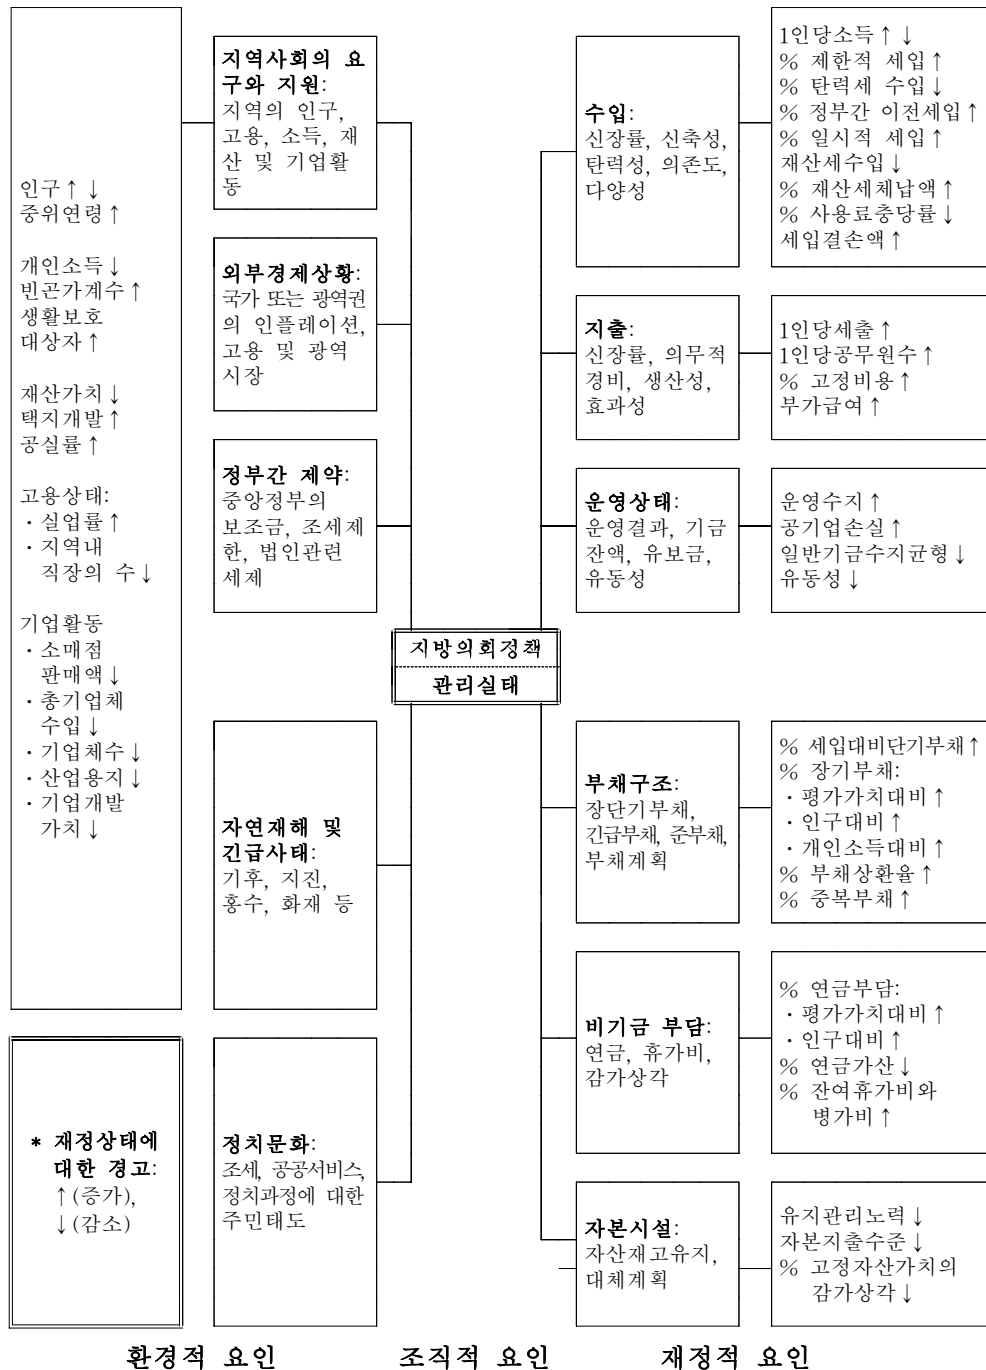 인구↑↓
중위연령↑
개인소득↓
빈곤가계수↑
생활보호
대상자↑
재산가치↓
택지개발↑
공실률↑
고용상태:
·실업률↑
·지역내
직장의 수↓
기업활동
·소매점
판매액↓
·총기업체
수입↓
·기업체수↓
·산업용지↓
·기업개발
가치↓
* 재정상태에
대한 경고:
↑(증가),
↓(감소)
지역사회의 요
구와 지원:
지역의 인구,
고용, 소득, 재
산 및 기업활
동
외부경제상황:
국가 또는 광역권
의 인플레이션,
고용 및 광역
시장
정부간 제약:
중앙정부의
보조금, 조세제
한, 법인관련
세제
자연재해 및
긴급사태:
기후, 지진,
홍수, 화재 등
정치문화:
조세, 공공서비스,
정치과정에 대한
주민태도
지방의회정책
관리실태
수입:
신장률, 신축성,
탄력성, 의존도,
다양성
1인당소득↑↓
% 제한적 세입↑
% 탄력세 수입↓
% 정부간 이전세입↑
% 일시적 세입↑
재산세수입↓
% 재산세체납액↑
% 사용료충당률↓
세입결손액↑
지출:
신장률, 의무적
경비, 생산성,
효과성
1인당세출↑
1인당공무원수↑
% 고정비용↑
부가급여↑
운영상태:
운영결과, 기금
잔액, 유보금,
유동성
운영수지↑
공기업손실↑
일반기금수지균형↓
유동성↓
부채구조:
장단기부채,
긴급부채, 준부채,
부채계획
% 세입대비단기부채↑
% 장기부채:
·평가가치대비↑
·인구대비↑
·개인소득대비↑
% 부채상환율↑
% 중복부채↑
비기금 부담:
연금, 휴가비,
감가상각
% 연금부담:
·평가가치대비↑
·인구대비↑
% 연금가산↓
% 잔여휴가비와
병가비↑
자본시설:
자산재고유지,
대체계획
유지관리노력↓
자본지출수준↓
% 고정자산가치의
감가상각↓
환경적 요인 조직적 요인 재정적 요인